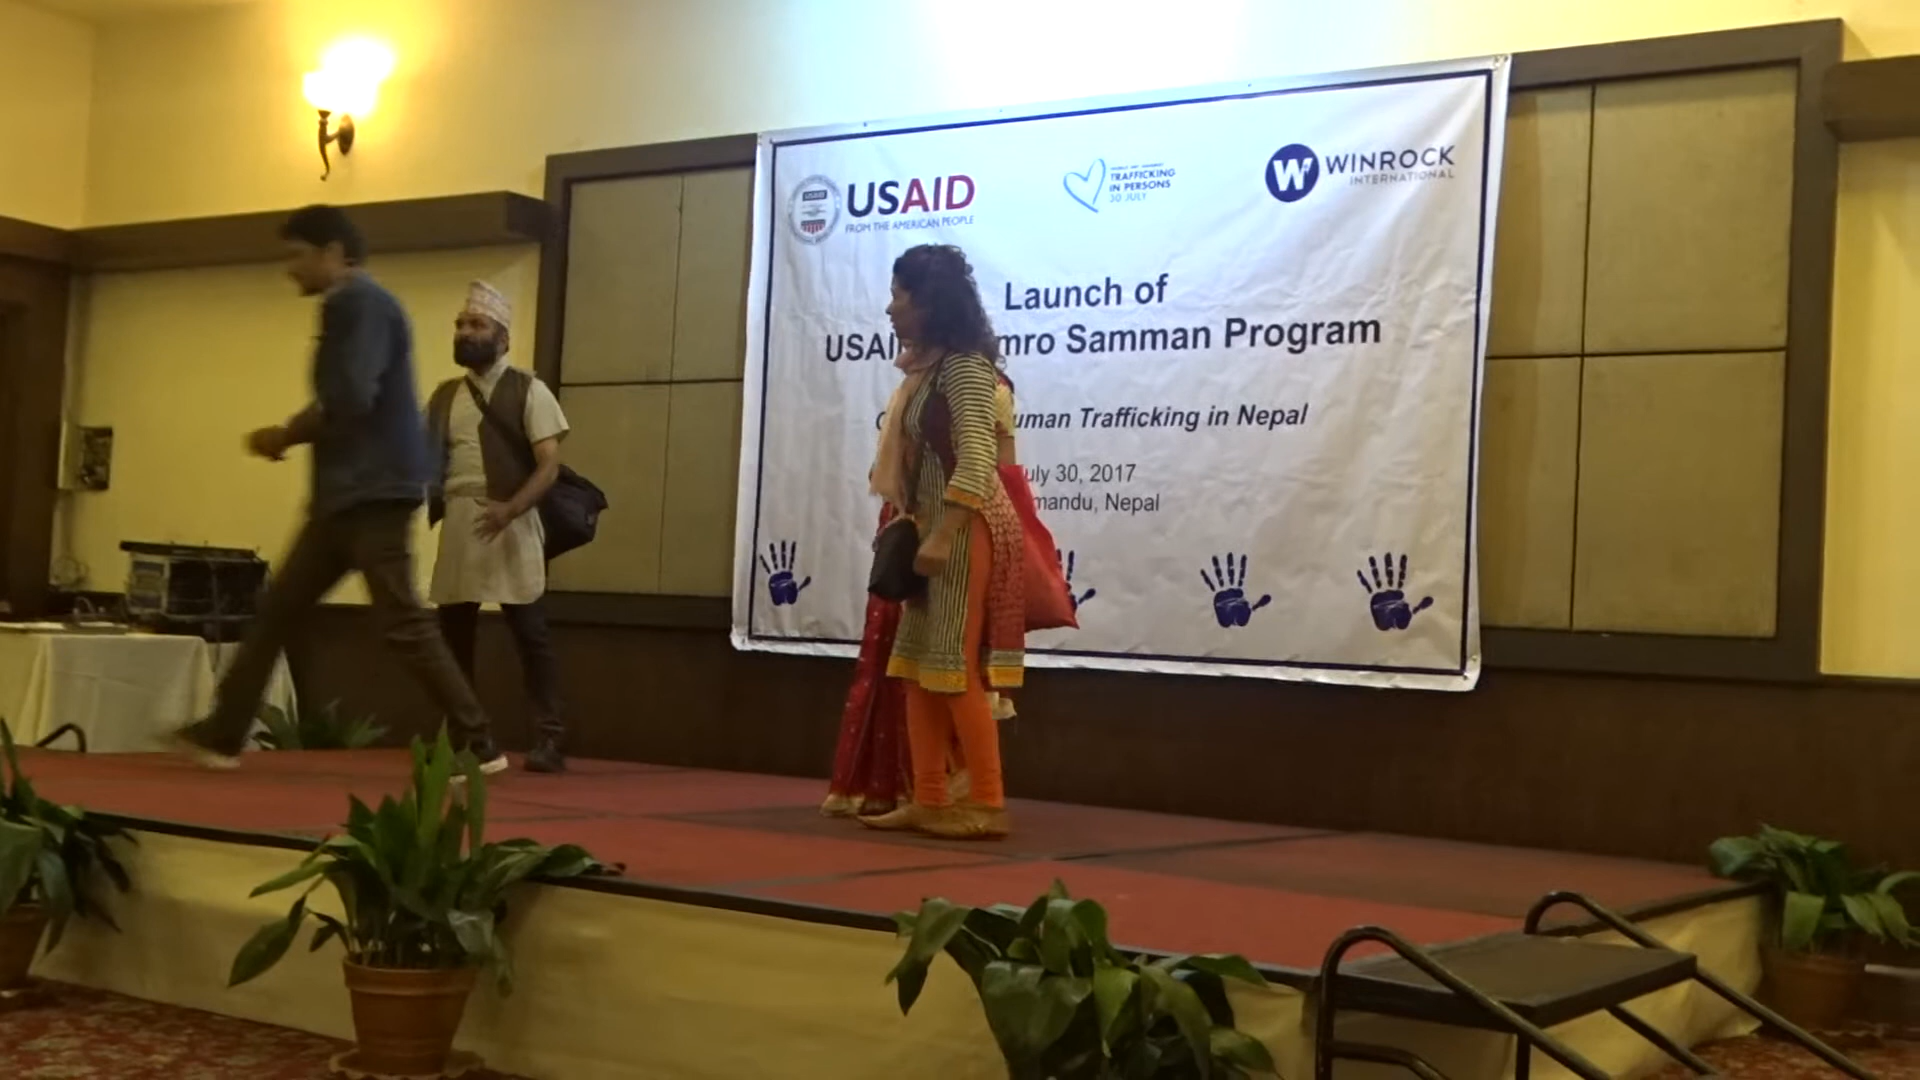 USAID
FROM THE AMERICAN PEOPLE
TRAFFICKING
IN PERSONS
30 JULY
W
WINROCK
INTERNATIONAL
Launch of
USAI mro Samman Program
uman Trafficking in Nepal
uly 30, 2017
mandu, Nepal